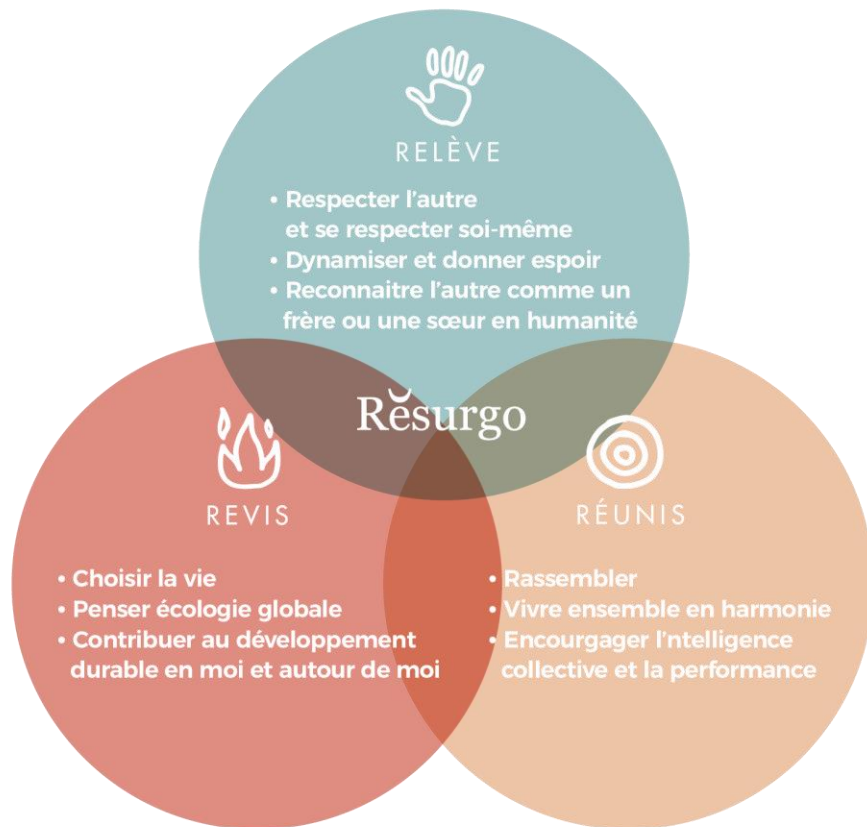 RELÈVE
• Respecter l'autre
et se respecter soi-même
• Dynamiser et donner espoir
• Reconnaitre l'autre comme un
frère ou une sœur en humanité
Rĕsurgo
REVIS
• Choisir la vie
• Penser écologie globale
• Contribuer au développement
durable en moi et autour de moi
RÉUNIS
• Rassembler
• Vivre ensemble en harmonie
• Encourgager l'ntelligence
collective et la performance